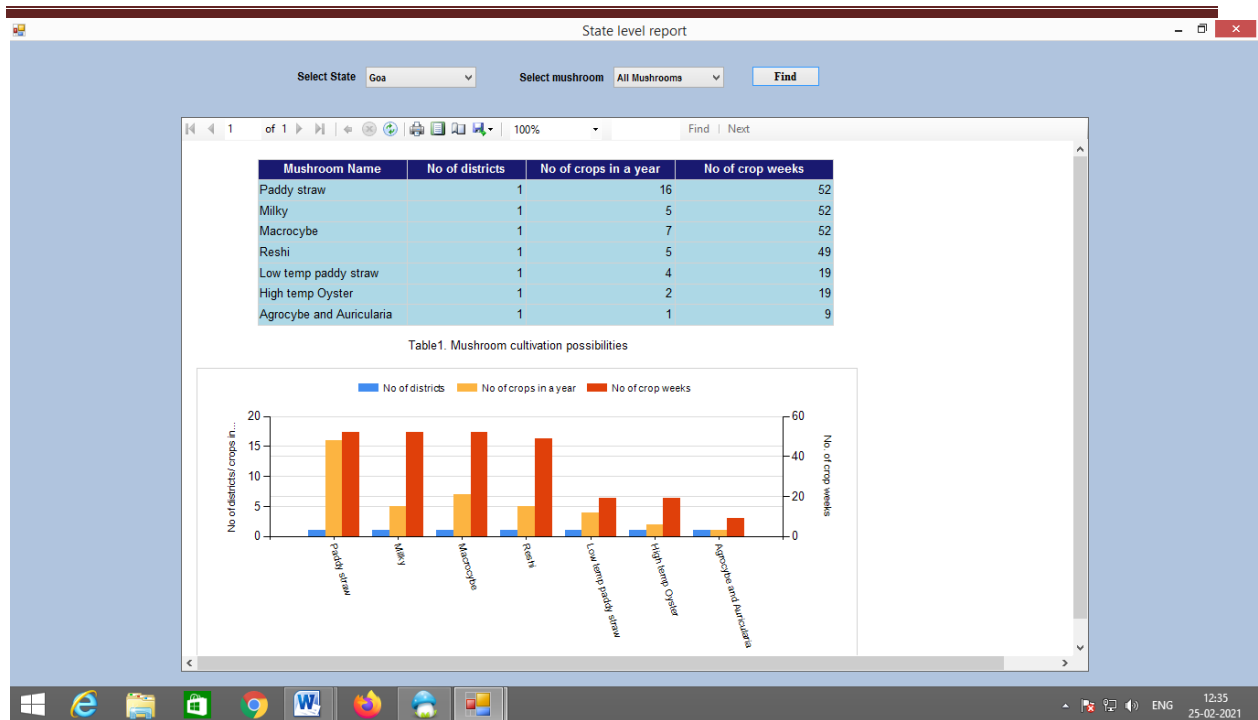 State level report
Select State Goa Select mushroom All Mushrooms Find
1 of 1 100% Find | Next
Mushroom Name No of districts No of crops in a year No of crop weeks
Paddy straw 1 16 52
Milky 1 5 52
Macrocybe 1 7 52
Reshi 1 5 49
Low temp paddy straw 1 4 19
High temp Oyster 1 2 19
Agrocybe and Auricularia 1 1 9
Table1. Mushroom cultivation possibilities
No of districts No of crops in a year No of crop weeks
No of districts/ crops in...
20
15
10
5
0
60
40
20
0
No. of crop weeks
Paddy straw
Milky
Macrocybe
Reshi
Low temp paddy straw
High temp Oyster
Agrocybe and Auricularia
W
ENG 12:35
25-02-2021